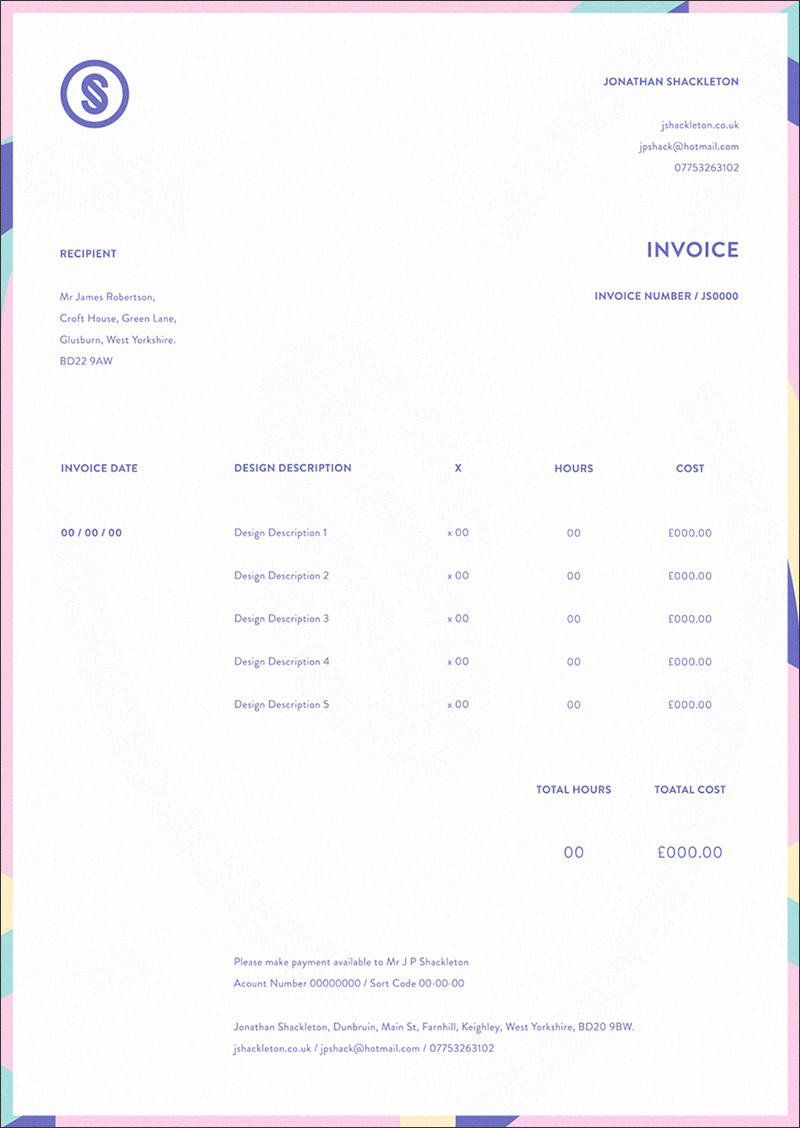 JONATHAN SHACKLETON
jshackleton.co.uk
jpshack@hotmail.com
07753263102
RECIPIENT
INVOICE
Mr James Robertson,
INVOICE NUMBER / JS0000
Croft House, Green Lane,
Glusburn, West Yorkshire.
BD22 9AW
INVOICE DATE DESIGN DESCRIPTION X HOURS COST
00 / 00 / 00 Design Description 1 x 00 00 £000.00
Design Description 2 x 00 00 £000.00
Design Description 3 x 00 00 £000.00
Design Description 4 x 00 00 £000.00
Design Description 5 x 00 00 £000.00
TOTAL HOURS TOATAL COST
00 £000.00
Please make payment available to Mr J P Shackleton
Acount Number 00000000 / Sort Code 00-00-00
Jonathan Shackleton, Dunbruin, Main St, Farnhill, Keighley, West Yorkshire, BD20 9BW.
jshackleton.co.uk / jpshack@hotmail.com / 07753263102